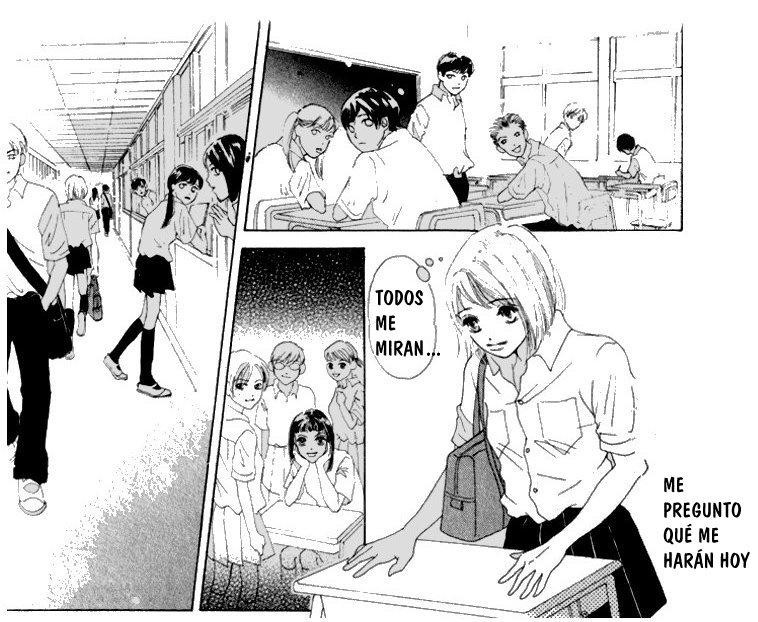 TODOS
ME
MIRAN...
ME
PREGUNTO
QUÉ ME
HARÁN HOY